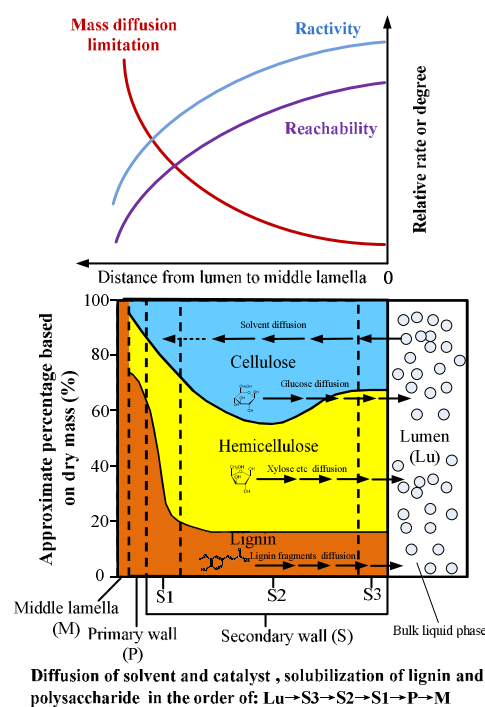 Mass diffusion
limitation
Ractivity
Reachability
Relative rate or degree
Distance from lumen to middle lamella
0
Approximate percentage based
on dry mass (%)
100
80
60
40
20
0
Solvent diffusion
Cellulose
Glucose diffusion
Hemicellulose
Xylose etc diffusion
Lignin
Lignin fragments diffusion
Lumen
(Lu)
Middle lamella
(M)
Primary wall
(P)
S1
S2
S3
Secondary wall (S)
Bulk liquid phase
Diffusion of solvent and catalyst , solubilization of lignin and
polysaccharide in the order of: Lu→S3→S2→S1→P→M